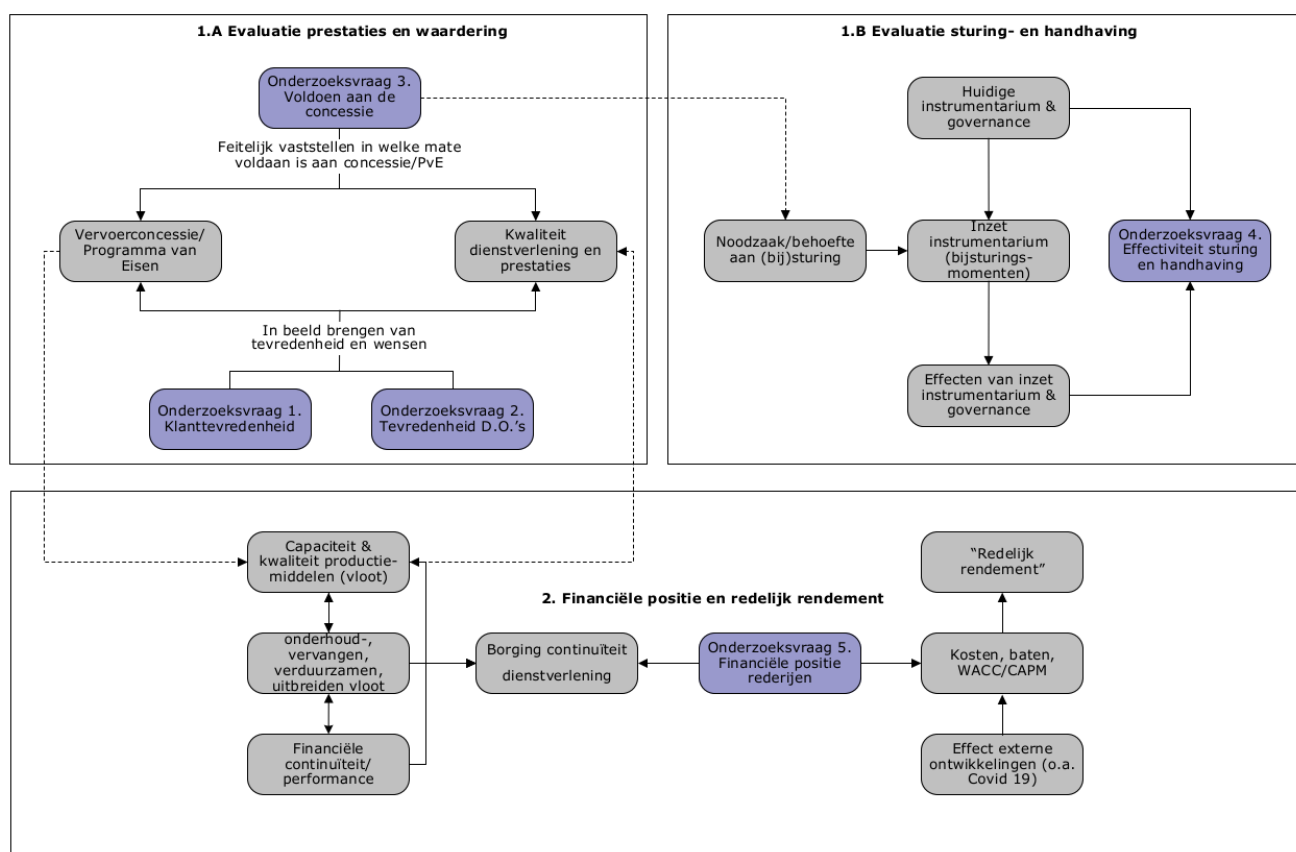 1.A Evaluatie prestaties en waardering
Onderzoeksvraag 3.
Voldoen aan de
concessie
Feitelijk vaststellen in welke mate
voldaan is aan concessie/PvE
Vervoerconcessie/
Programma van
Eisen
Kwaliteit
dienstverlening en
prestaties
In beeld brengen van
tevredenheid en wensen
Onderzoeksvraag 1.
Klanttevredenheid
Onderzoeksvraag 2.
Tevredenheid D.O.’s
1.B Evaluatie sturing- en handhaving
Huidige
instrumentarium &
governance
Noodzaak/behoefte
aan (bij)sturing
Inzet
instrumentarium
(bijsturings-
momenten)
Onderzoeksvraag 4.
Effectiviteit sturing
en handhaving
Effecten van inzet
instrumentarium &
governance
2. Financiële positie en redelijk rendement
Capaciteit &
kwaliteit productie-
middelen (vloot)
onderhoud-,
vervangen,
verduurzamen,
uitbreiden vloot
Financiële
continuïteit/
performance
Borging continuïteit
dienstverlening
Onderzoeksvraag 5.
Financiële positie
rederijen
“Redelijk
rendement”
Kosten, baten,
WACC/CAPM
Effect externe
ontwikkelingen (o.a.
Covid 19)